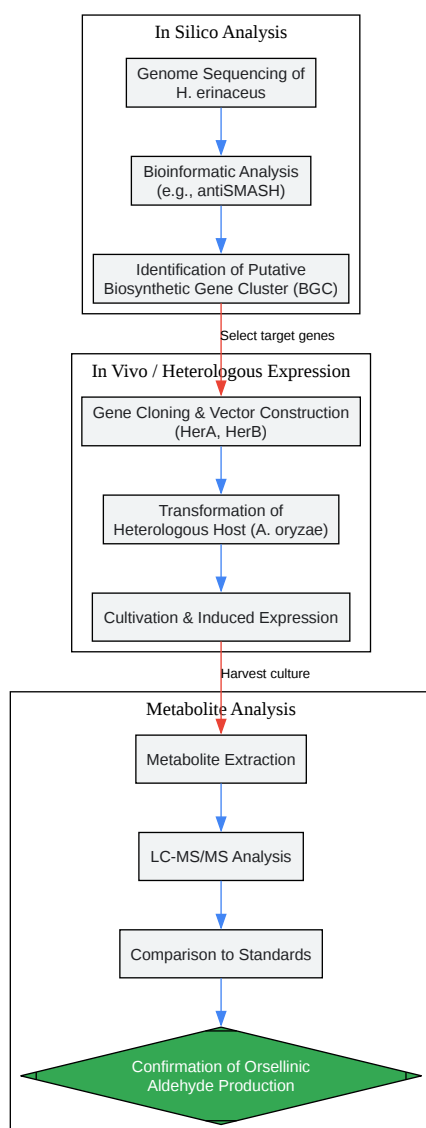 In Silico Analysis
Genome Sequencing of
H. erinaceus
Bioinformatic Analysis
(e.g., antiSMASH)
Identification of Putative
Biosynthetic Gene Cluster (BGC)
Select target genes
In Vivo / Heterologous Expression
Gene Cloning & Vector Construction
(HerA, HerB)
Transformation of
Heterologous Host (A. oryzae)
Cultivation & Induced Expression
Harvest culture
Metabolite Analysis
Metabolite Extraction
LC-MS/MS Analysis
Comparison to Standards
Confirmation of Orsellinic
Aldehyde Production